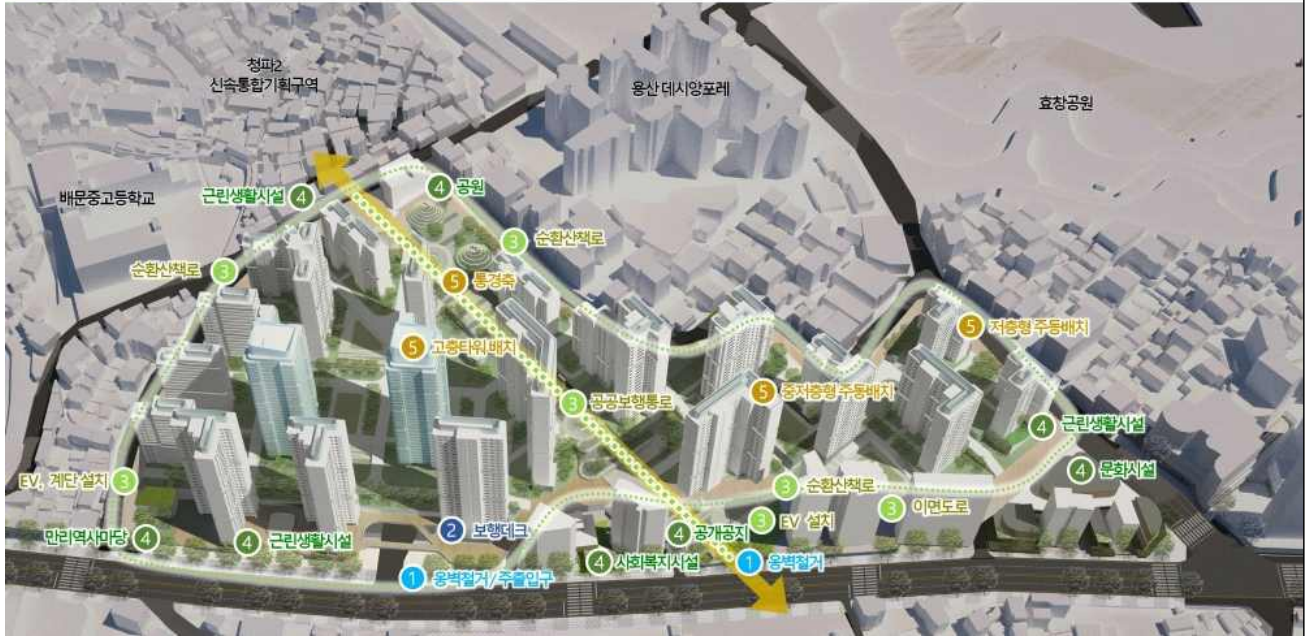 청파2
신속통합기획구역
용산 데시앙포레
효창공원
배문중고등학교
근린생활시설 4
4 공원
순환산책로 3
3 순환산책로
5 통경축
5 고층타워 배치
5 저층형 주동배치
5 중저층형 주동배치
3 공공보행통로
4 근린생활시설
4 문화시설
EV, 계단 설치 3
3 순환산책로
3 이면도로
3 EV 설치
만리역사마당 4
4 근린생활시설
2 보행데크
4 공개공지
4 사회복지시설
1 옹벽철거
1 옹벽철거/주출입구